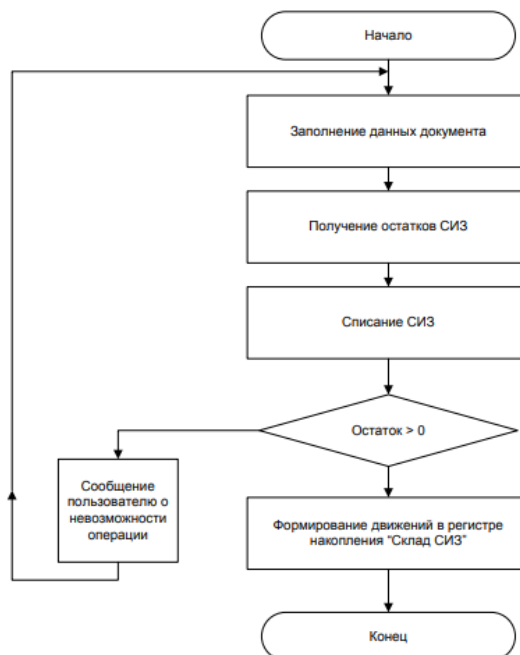 Начало
Заполнение данных документа
Получение остатков СИЗ
Списание СИЗ
Остаток > 0
Сообщение
пользователю о
невозможности
операции
Формирование движений в регистре
накопления “Склад СИЗ”
Конец